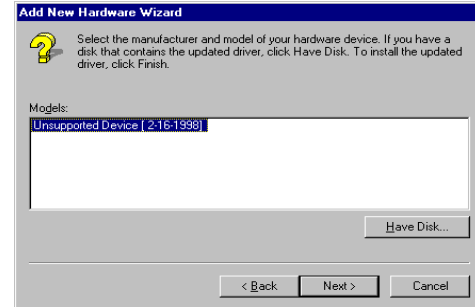 Add New Hardware Wizard
Select the manufacturer and model of your hardware device. If you have a
disk that contains the updated driver, click Have Disk. To install the updated
driver, click Finish.
Models:
Unsupported Device [ 2-16-1998]
Have Disk...
< Back
Next >
Cancel